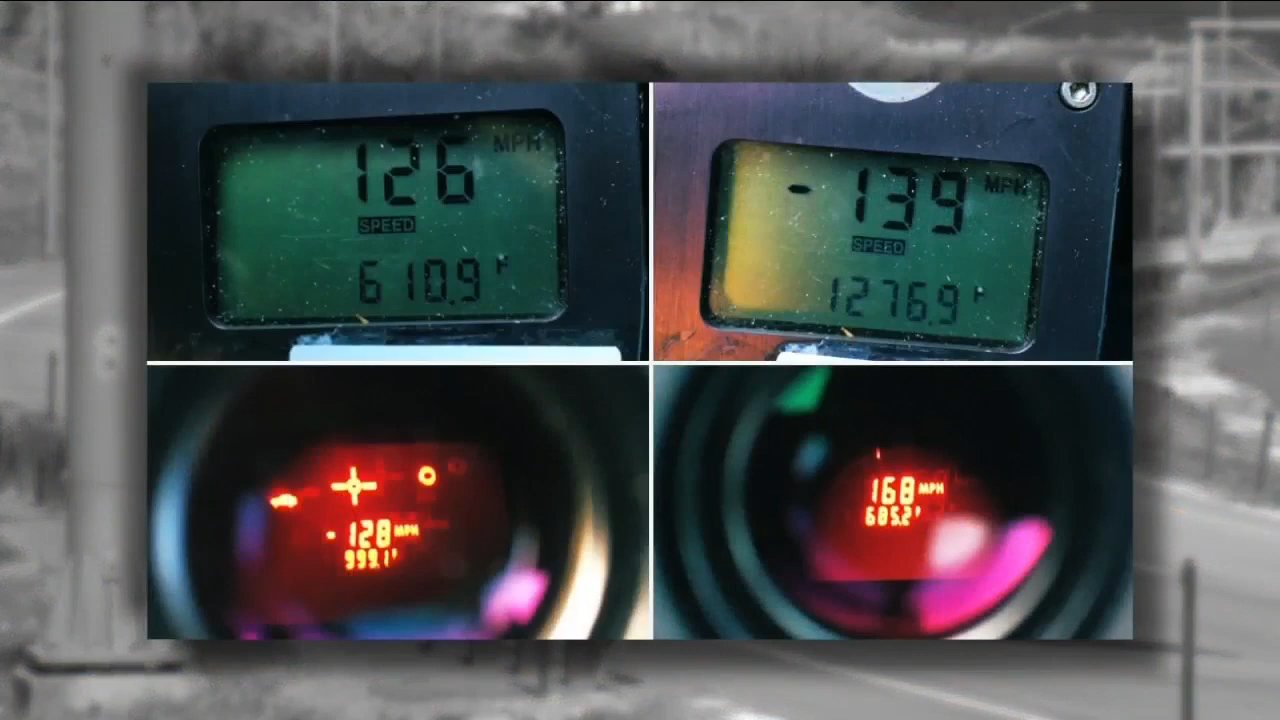 126 MPH
SPEED
610.9 F
- 139 MPH
SPEED
1276.9 F
- 128 MPH
999.1 F
168 MPH
685.2 F